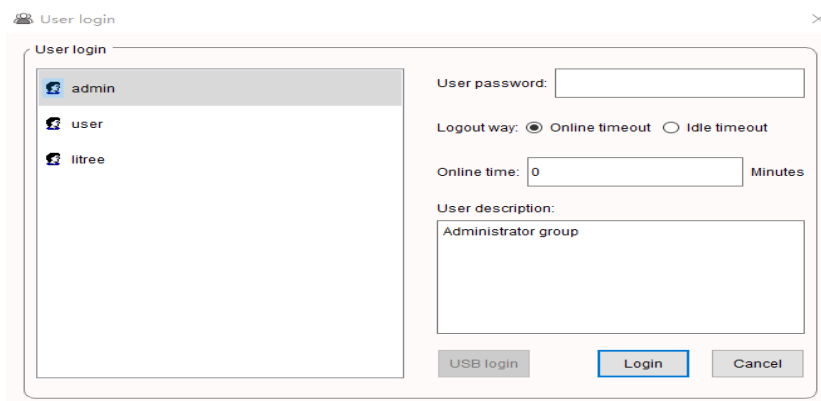 User login
User login
admin
user
litree
User password:
Logout way: Online timeout Idle timeout
Online time: 0 Minutes
User description:
Administrator group
USB login Login Cancel